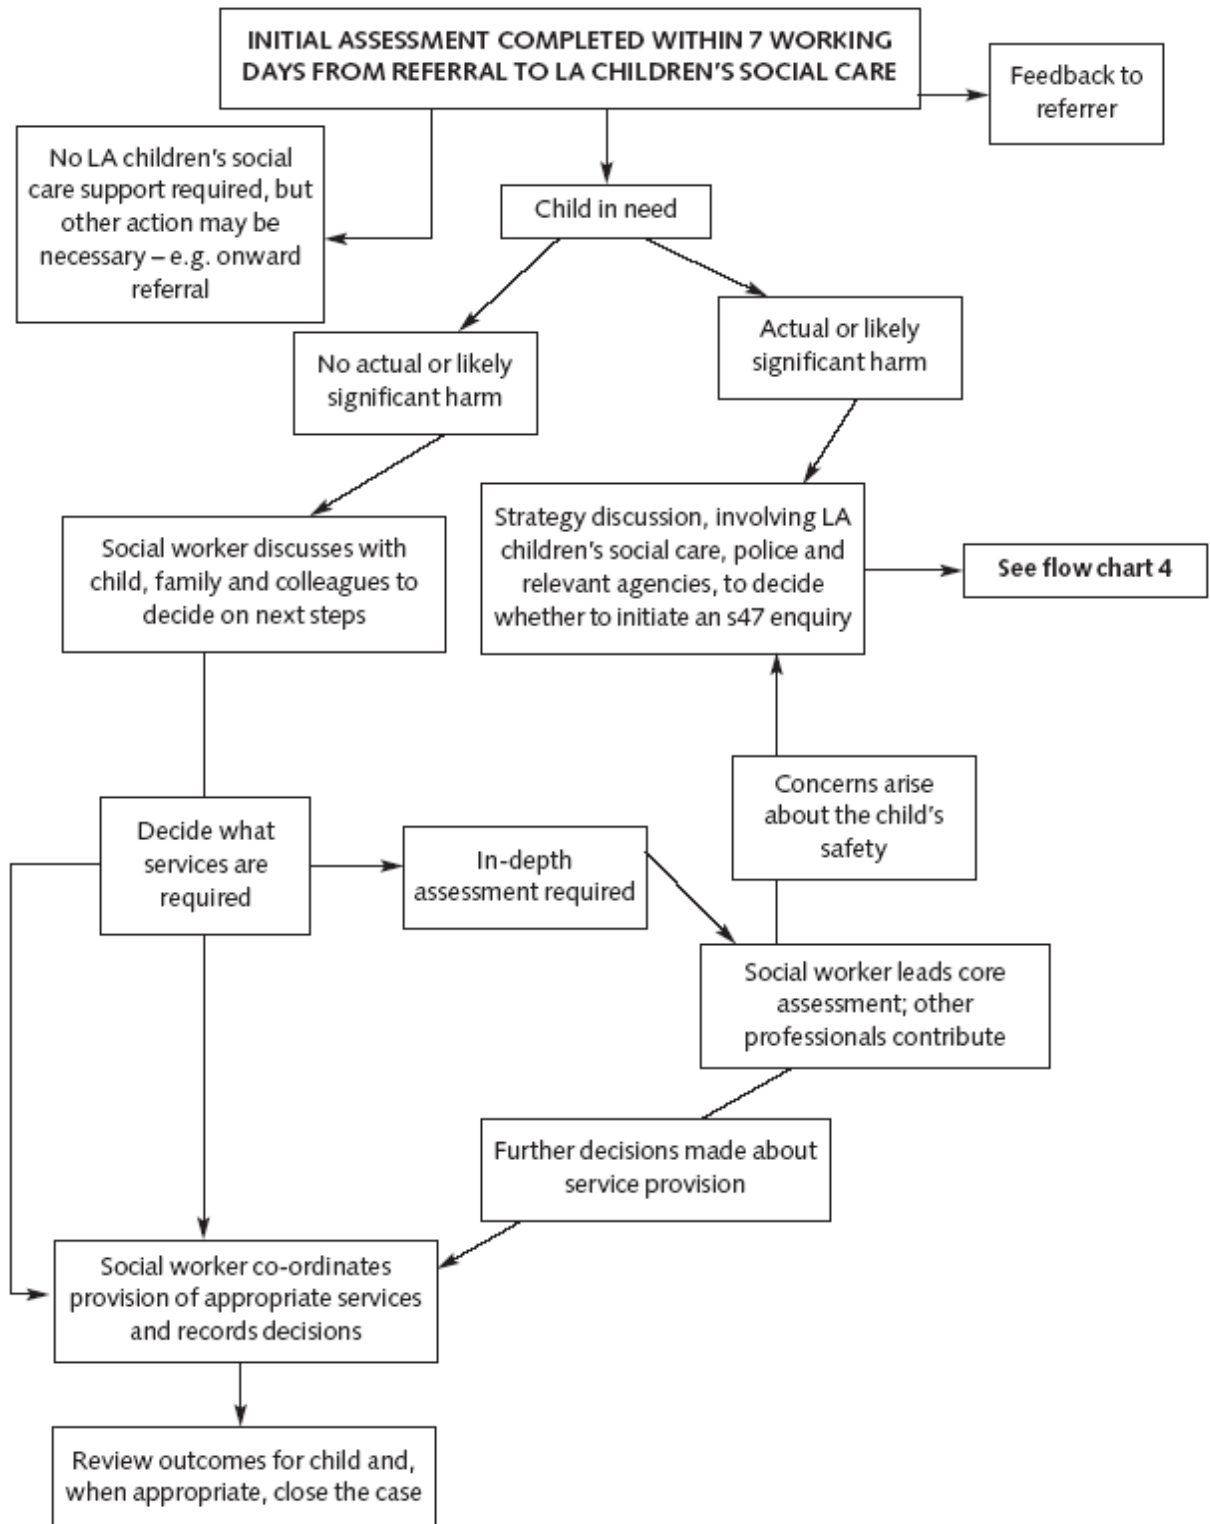 INITIAL ASSESSMENT COMPLETED WITHIN 7 WORKING
DAYS FROM REFERRAL TO LA CHILDREN'S SOCIAL CARE
Feedback to
referrer
No LA children's social
care support required, but
other action may be
necessary – e.g. onward
referral
Child in need
Actual or likely
significant harm
No actual or likely
significant harm
Strategy discussion, involving LA
children's social care, police and
relevant agencies, to decide
whether to initiate an s47 enquiry
See flow chart 4
Social worker discusses with
child, family and colleagues to
decide on next steps
Concerns arise
about the child's
safety
Decide what
services are
required
In-depth
assessment required
Social worker leads core
assessment; other
professionals contribute
Further decisions made about
service provision
Social worker co-ordinates
provision of appropriate services
and records decisions
Review outcomes for child and,
when appropriate, close the case